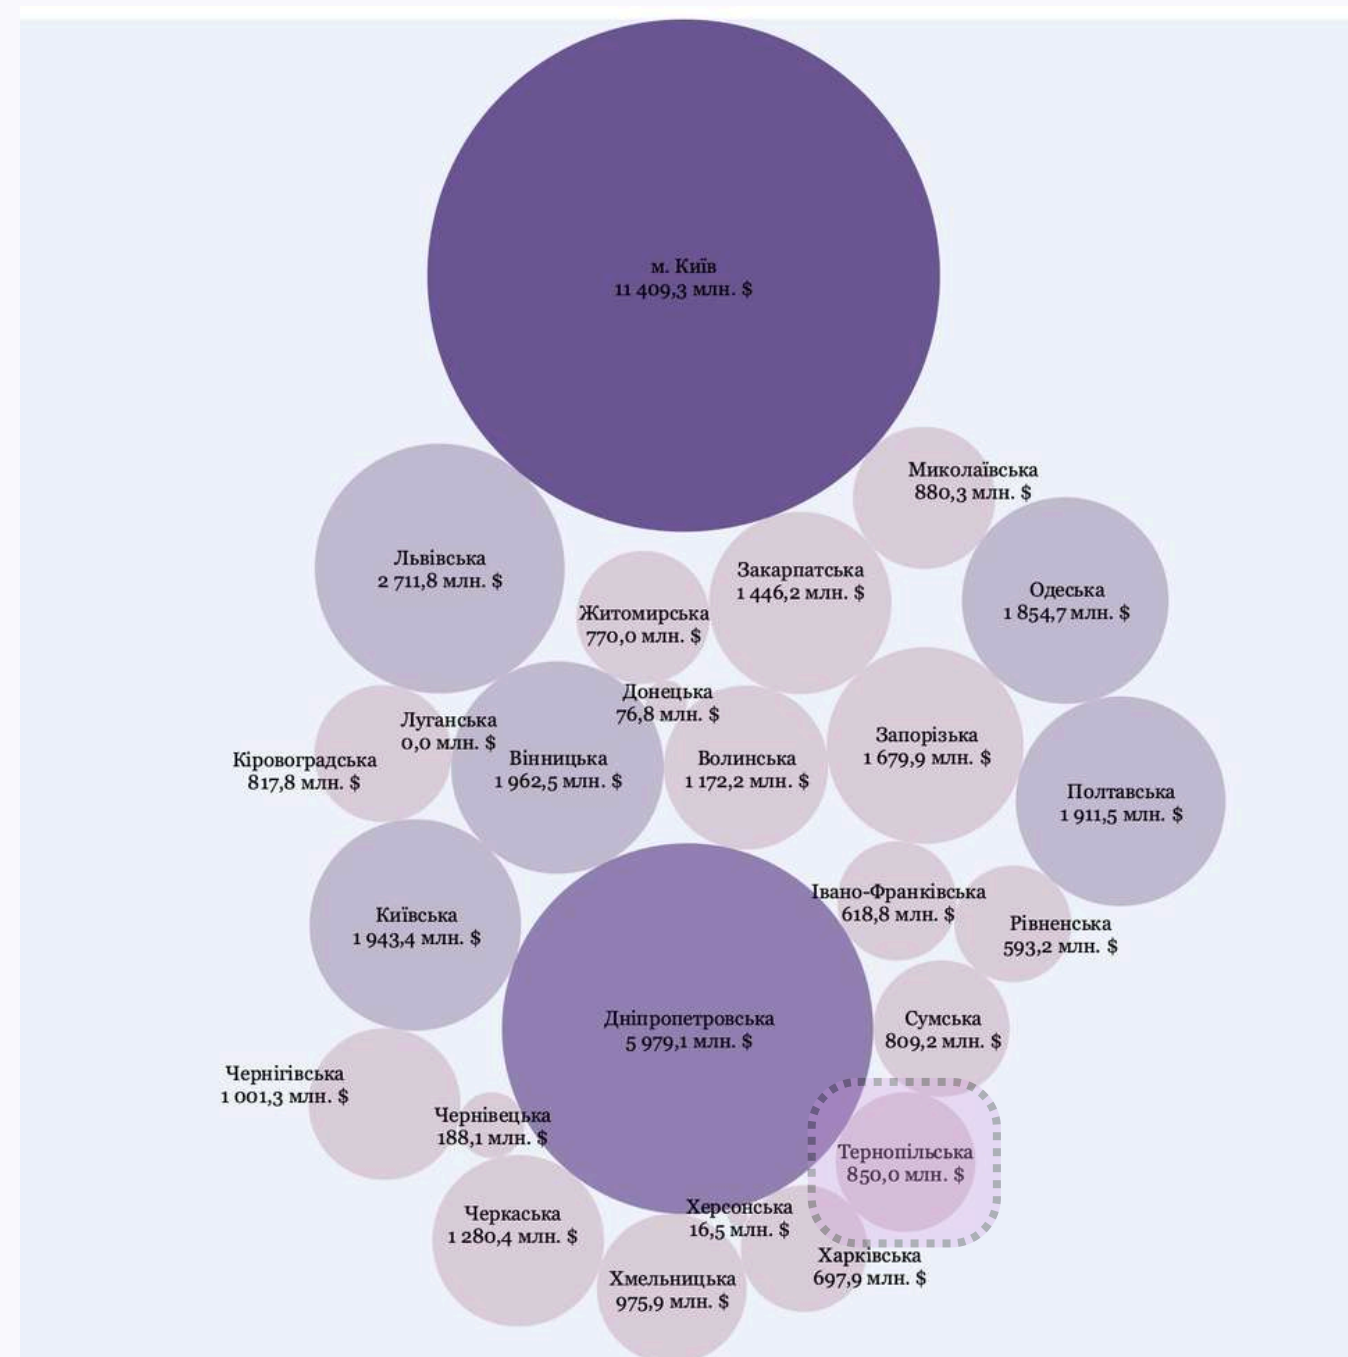 м. Київ
11 409,3 млн. $
Миколаївська
880,3 млн. $
Львівська
2 711,8 млн. $
Закарпатська
1 446,2 млн. $
Одеська
1 854,7 млн. $
Житомирська
770,0 млн. $
Донецька
76,8 млн. $
Луганська
0,0 млн. $
Кіровоградська
817,8 млн. $
Вінницька
1 962,5 млн. $
Волинська
1 172,2 млн. $
Запорізька
1 679,9 млн. $
Полтавська
1 911,5 млн. $
Івано-Франківська
618,8 млн. $
Рівненська
593,2 млн. $
Київська
1 943,4 млн. $
Дніпропетровська
5 979,1 млн. $
Сумська
809,2 млн. $
Чернігівська
1 001,3 млн. $
Чернівецька
188,1 млн. $
Тернопільська
850,0 млн. $
Черкаська
1 280,4 млн. $
Херсонська
16,5 млн. $
Харківська
697,9 млн. $
Хмельницька
975,9 млн. $